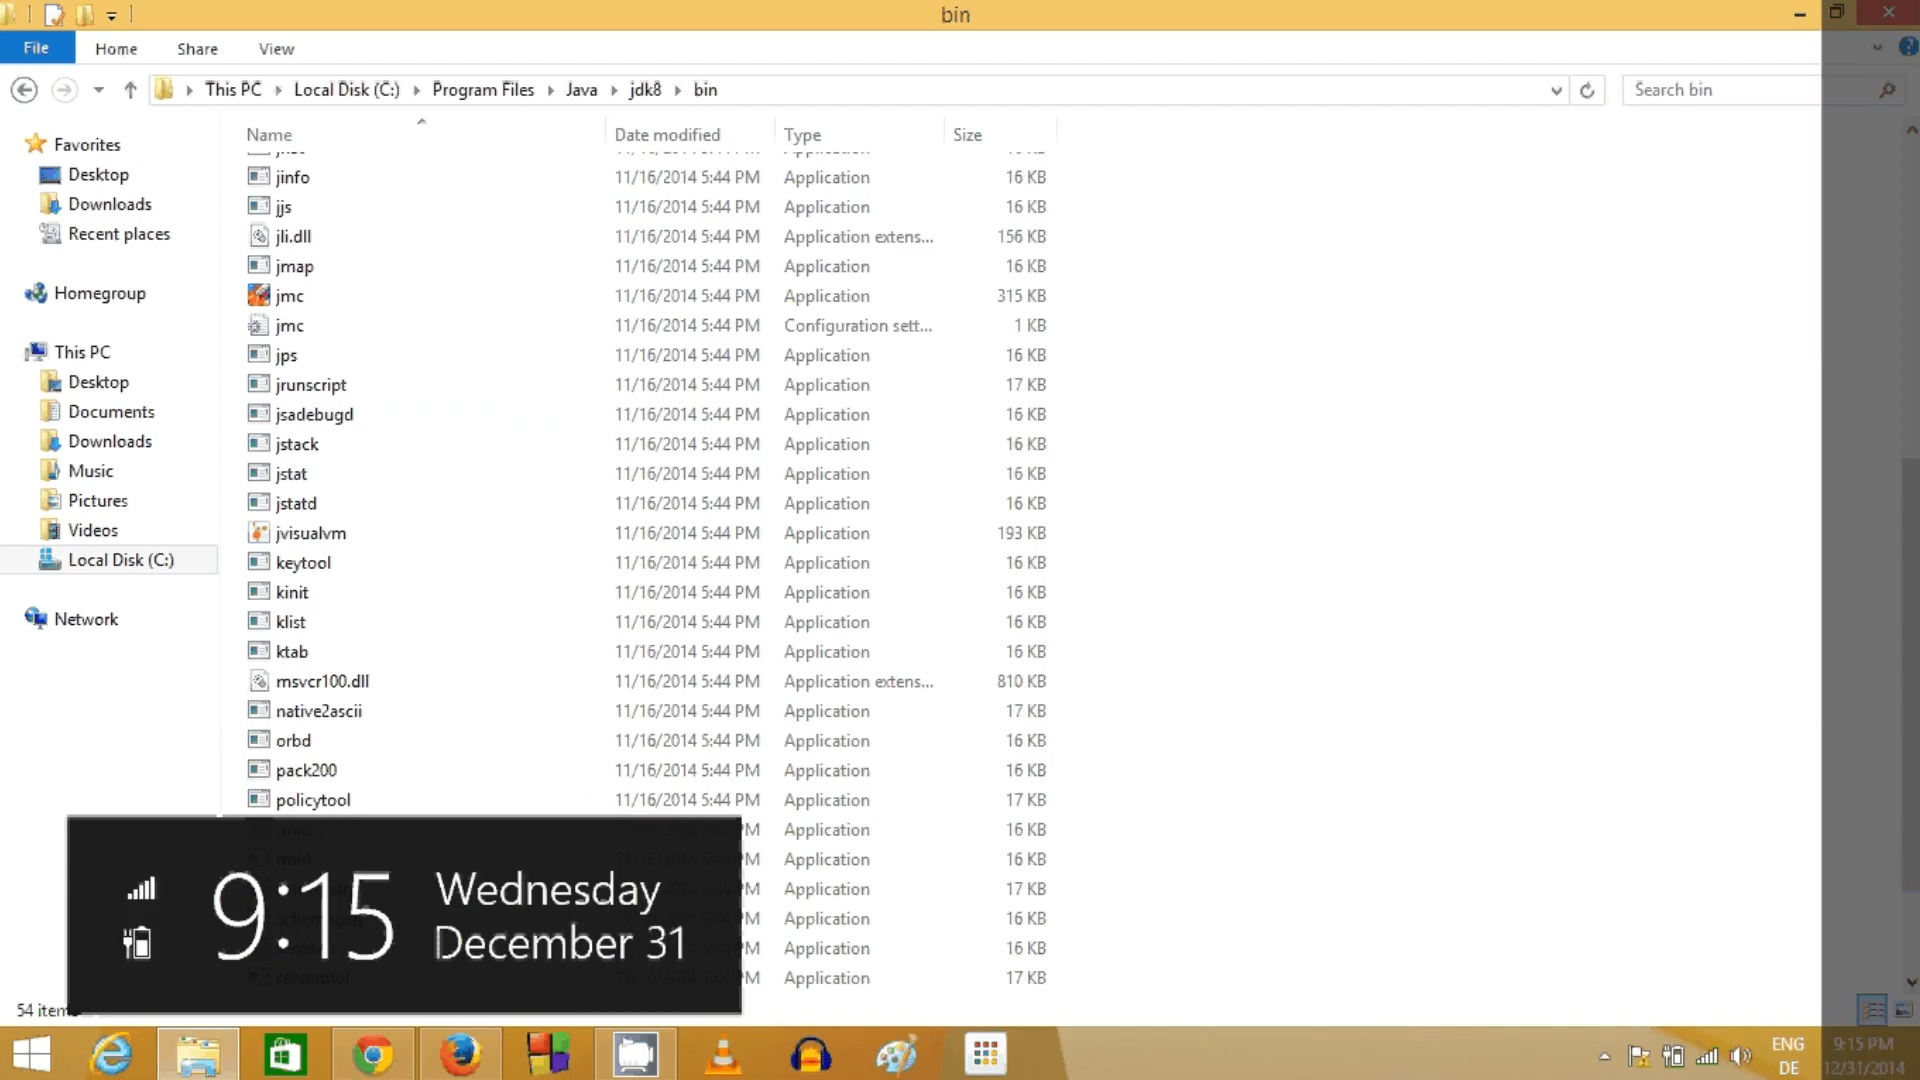 bin
File Home Share View
This PC Local Disk (C:) Program Files Java jdk8 bin Search bin
Name Date modified Type Size
Favorites
Desktop
Downloads
Recent places
Homegroup
This PC
Desktop
Documents
Downloads
Music
Pictures
Videos
Local Disk (C:)
Network
jinfo 11/16/2014 5:44 PM Application 16 KB
jjs 11/16/2014 5:44 PM Application 16 KB
jli.dll 11/16/2014 5:44 PM Application extens... 156 KB
jmap 11/16/2014 5:44 PM Application 16 KB
jmc 11/16/2014 5:44 PM Application 315 KB
jmc 11/16/2014 5:44 PM Configuration sett... 1 KB
jps 11/16/2014 5:44 PM Application 16 KB
jrunscript 11/16/2014 5:44 PM Application 17 KB
jsadebugd 11/16/2014 5:44 PM Application 16 KB
jstack 11/16/2014 5:44 PM Application 16 KB
jstat 11/16/2014 5:44 PM Application 16 KB
jstatd 11/16/2014 5:44 PM Application 16 KB
jvisualvm 11/16/2014 5:44 PM Application 193 KB
keytool 11/16/2014 5:44 PM Application 16 KB
kinit 11/16/2014 5:44 PM Application 16 KB
klist 11/16/2014 5:44 PM Application 16 KB
ktab 11/16/2014 5:44 PM Application 16 KB
msvcr100.dll 11/16/2014 5:44 PM Application extens... 810 KB
native2ascii 11/16/2014 5:44 PM Application 17 KB
orbd 11/16/2014 5:44 PM Application 16 KB
pack200 11/16/2014 5:44 PM Application 16 KB
policytool 11/16/2014 5:44 PM Application 17 KB
M Application 16 KB
M Application 16 KB
M Application 17 KB
M Application 16 KB
M Application 16 KB
M Application 17 KB
9:15
Wednesday
December 31
54 item
ENG
DE
9:15 PM
12/31/2014